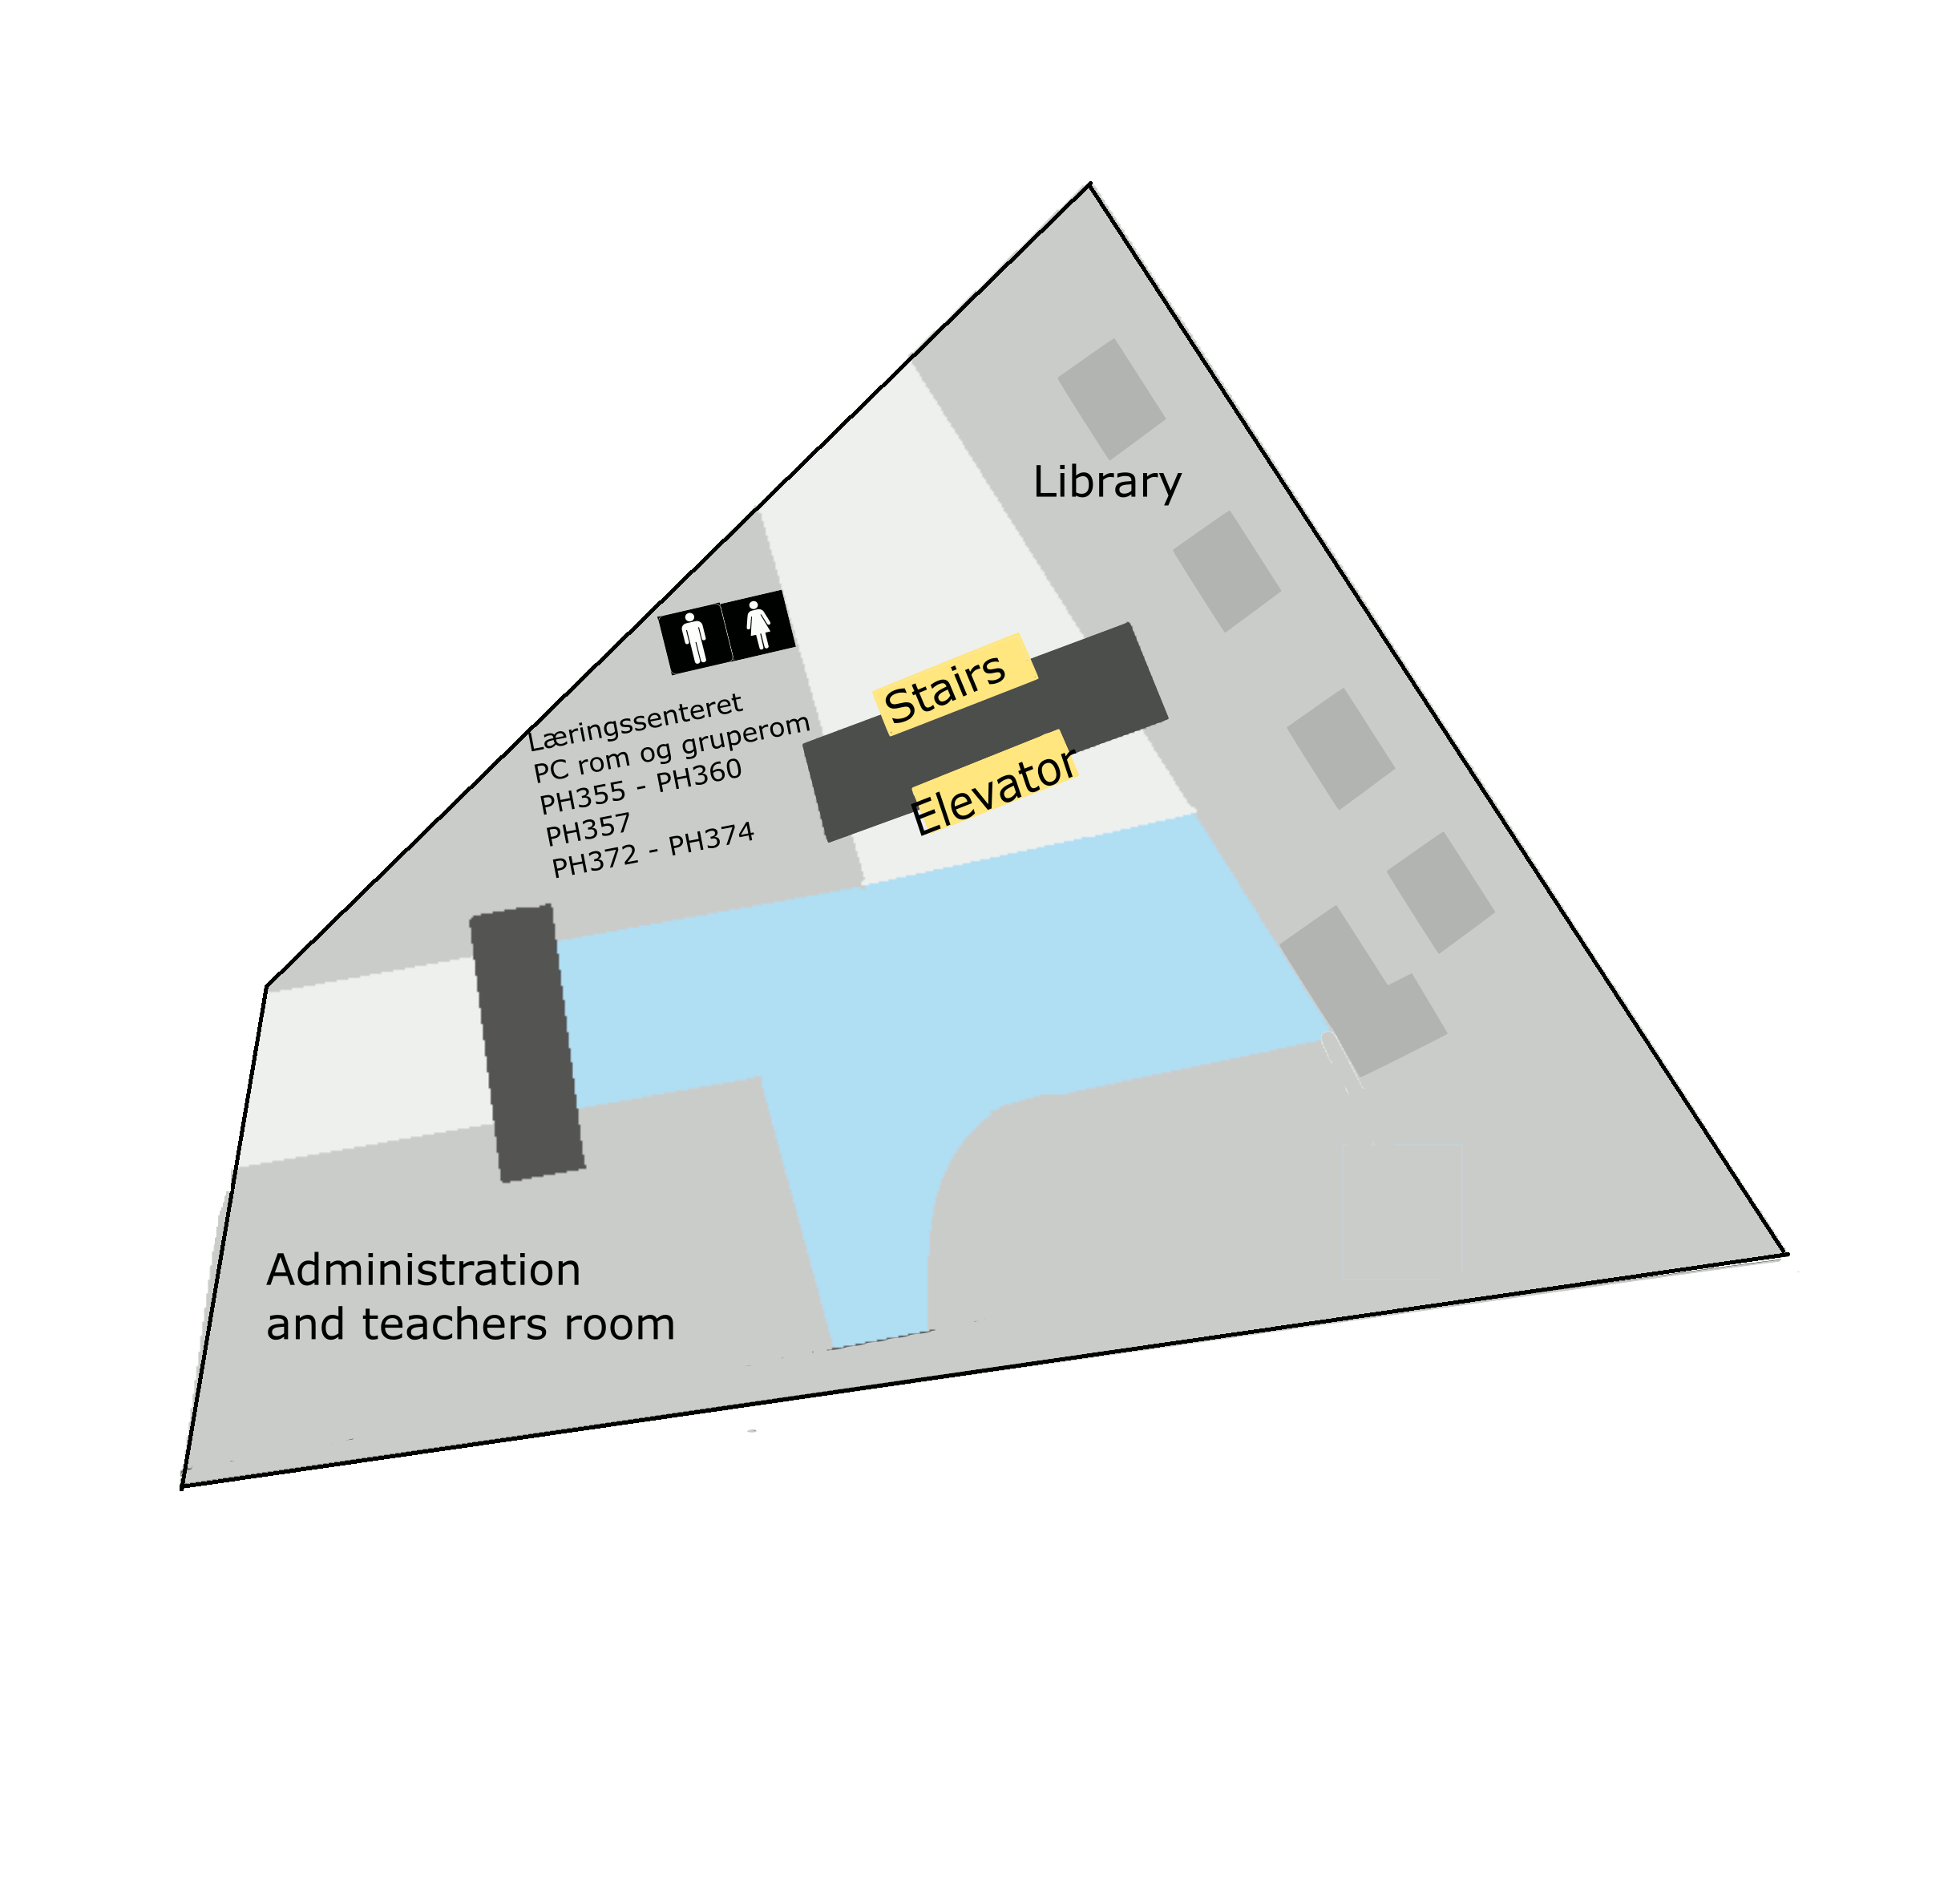 Library
Stairs
Elevator
Læringssenteret
PC rom og gruperom
PH355 - PH360
PH357
PH372 - PH374
Administration
and teachers room